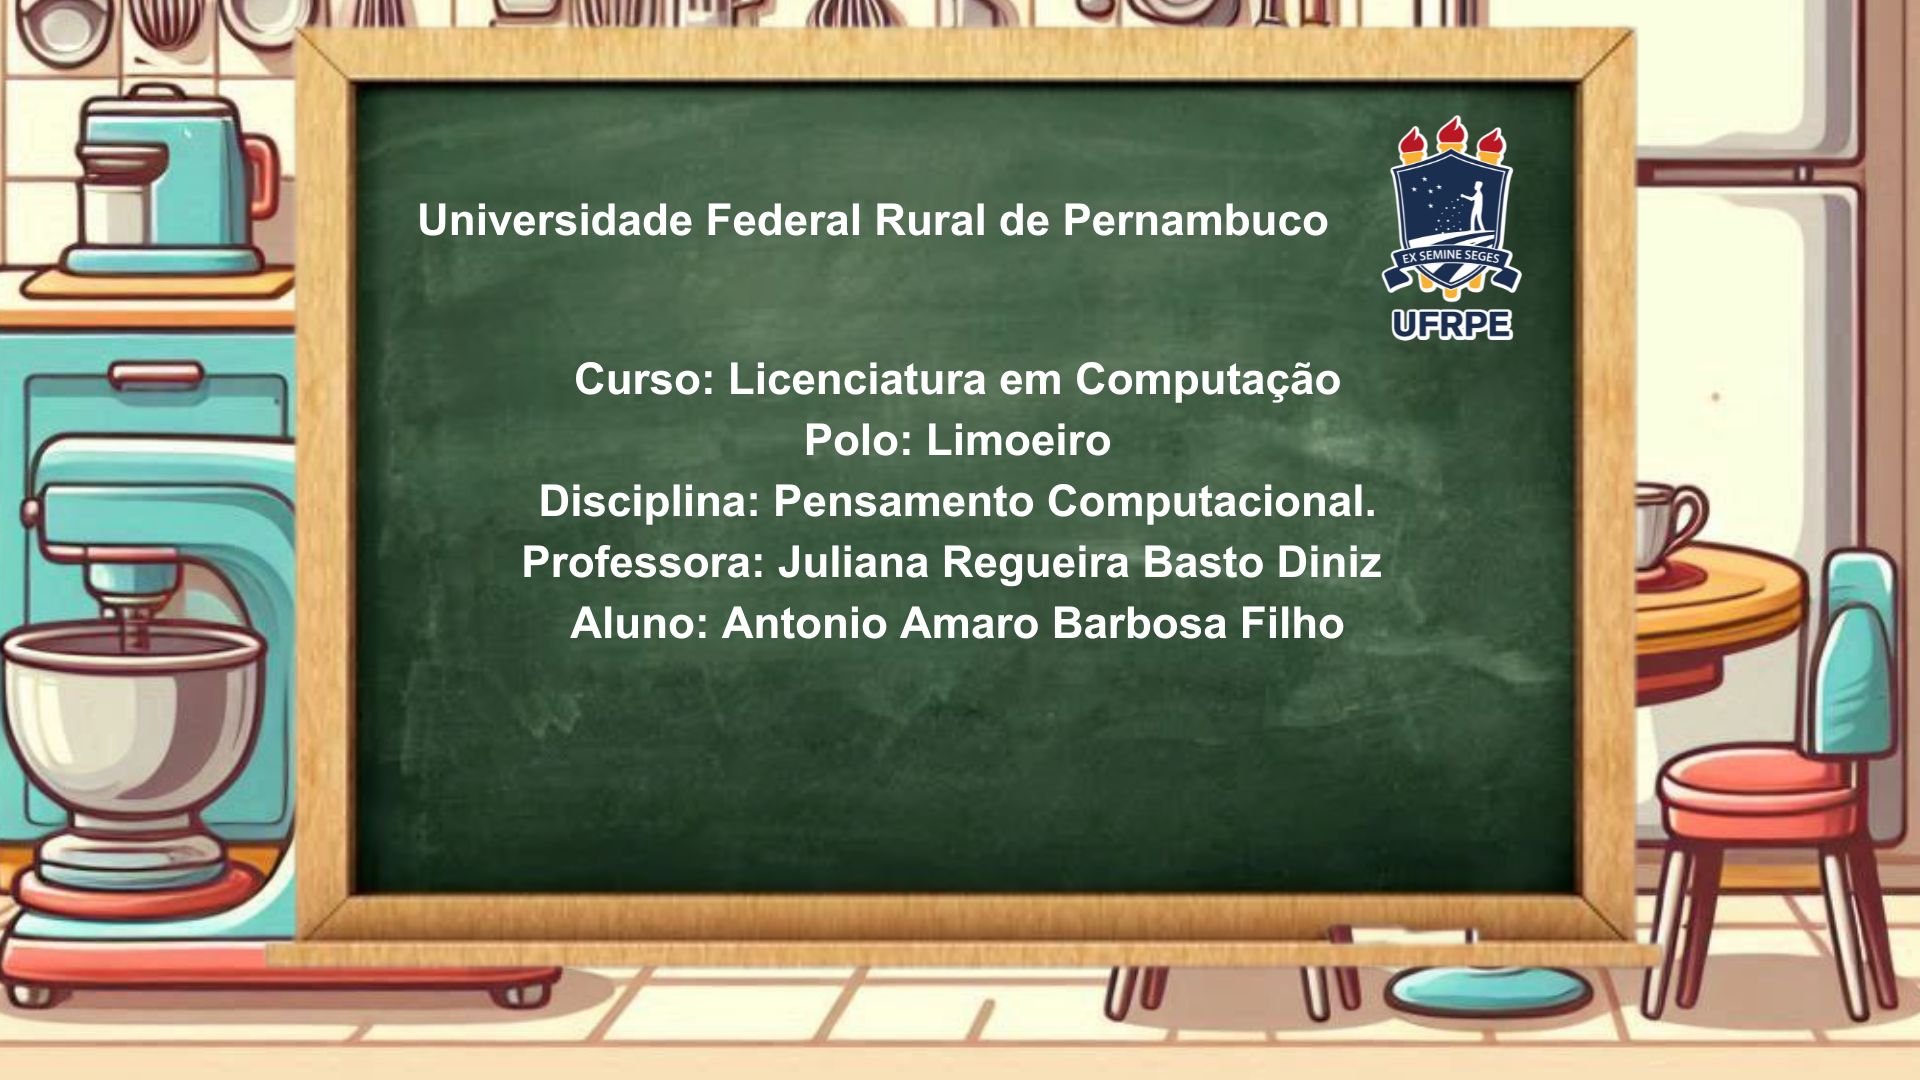 Universidade Federal Rural de Pernambuco
EX SEMINE SEGES
UFRPE
Curso: Licenciatura em Computação
Polo: Limoeiro
Disciplina: Pensamento Computacional.
Professora: Juliana Regueira Basto Diniz
Aluno: Antonio Amaro Barbosa Filho